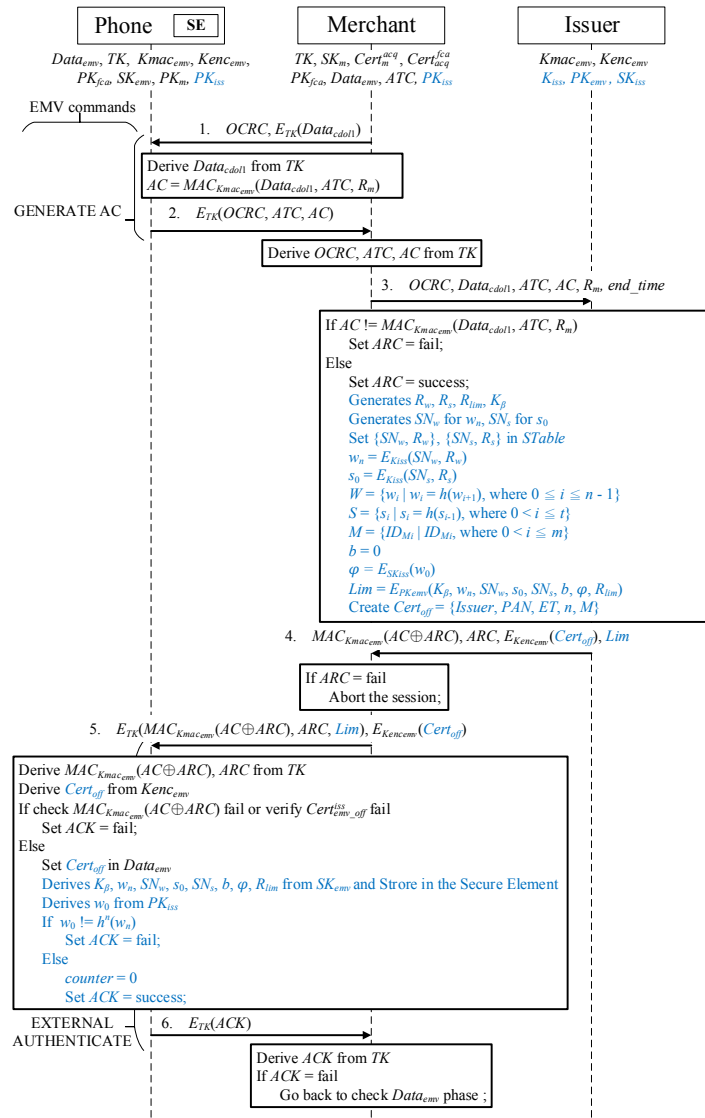 Phone SE Merchant Issuer
Data_emv, TK, Kmac_emv, Kenc_emv, TK, SK_m, Cert_m^acq, Cert_acq^fca Kmac_emv, Kenc_emv
PK_fca, SK_emv, PK_m, PK_iss PK_fca, Data_emv, ATC, PK_iss K_iss, PK_emv, SK_iss
EMV commands
1. OCRC, E_TK(Data_cdol1)
Derive Data_cdol1 from TK
AC = MAC_Kmac_emv(Data_cdol1, ATC, R_m)
GENERATE AC
2. E_TK(OCRC, ATC, AC)
Derive OCRC, ATC, AC from TK
3. OCRC, Data_cdol1, ATC, AC, R_m, end_time
If AC != MAC_Kmac_emv(Data_cdol1, ATC, R_m)
Set ARC = fail;
Else
Set ARC = success;
Generates R_w, R_s, R_lim, K_β
Generates SN_w for w_n, SN_s for s_0
Set {SN_w, R_w}, {SN_s, R_s} in STable
w_n = E_Kiss(SN_w, R_w)
s_0 = E_Kiss(SN_s, R_s)
W = {w_i | w_i = h(w_i+1), where 0 ≦ i ≦ n - 1}
S = {s_i | s_i = h(s_i-1), where 0 < i ≦ t}
M = {ID_Mi | ID_Mi, where 0 < i ≦ m}
b = 0
φ = E_SKiss(w_0)
Lim = E_PKemv(K_β, w_n, SN_w, s_0, SN_s, b, φ, R_lim)
Create Cert_off = {Issuer, PAN, ET, n, M}
4. MAC_Kmac_emv(AC⊕ARC), ARC, E_Kenc_emv(Cert_off), Lim
If ARC = fail
Abort the session;
5. E_TK(MAC_Kmac_emv(AC⊕ARC), ARC, Lim), E_Kencemv(Cert_off)
Derive MAC_Kmac_emv(AC⊕ARC), ARC from TK
Derive Cert_off from Kenc_emv
If check MAC_Kmac_emv(AC⊕ARC) fail or verify Cert_emv_off^iss fail
Set ACK = fail;
Else
Set Cert_off in Data_emv
Derives K_β, w_n, SN_w, s_0, SN_s, b, φ, R_lim from SK_emv and Strore in the Secure Element
Derives w_0 from PK_iss
If w_0 != h^n(w_n)
Set ACK = fail;
Else
counter = 0
Set ACK = success;
EXTERNAL
AUTHENTICATE
6. E_TK(ACK)
Derive ACK from TK
If ACK = fail
Go back to check Data_emv phase ;